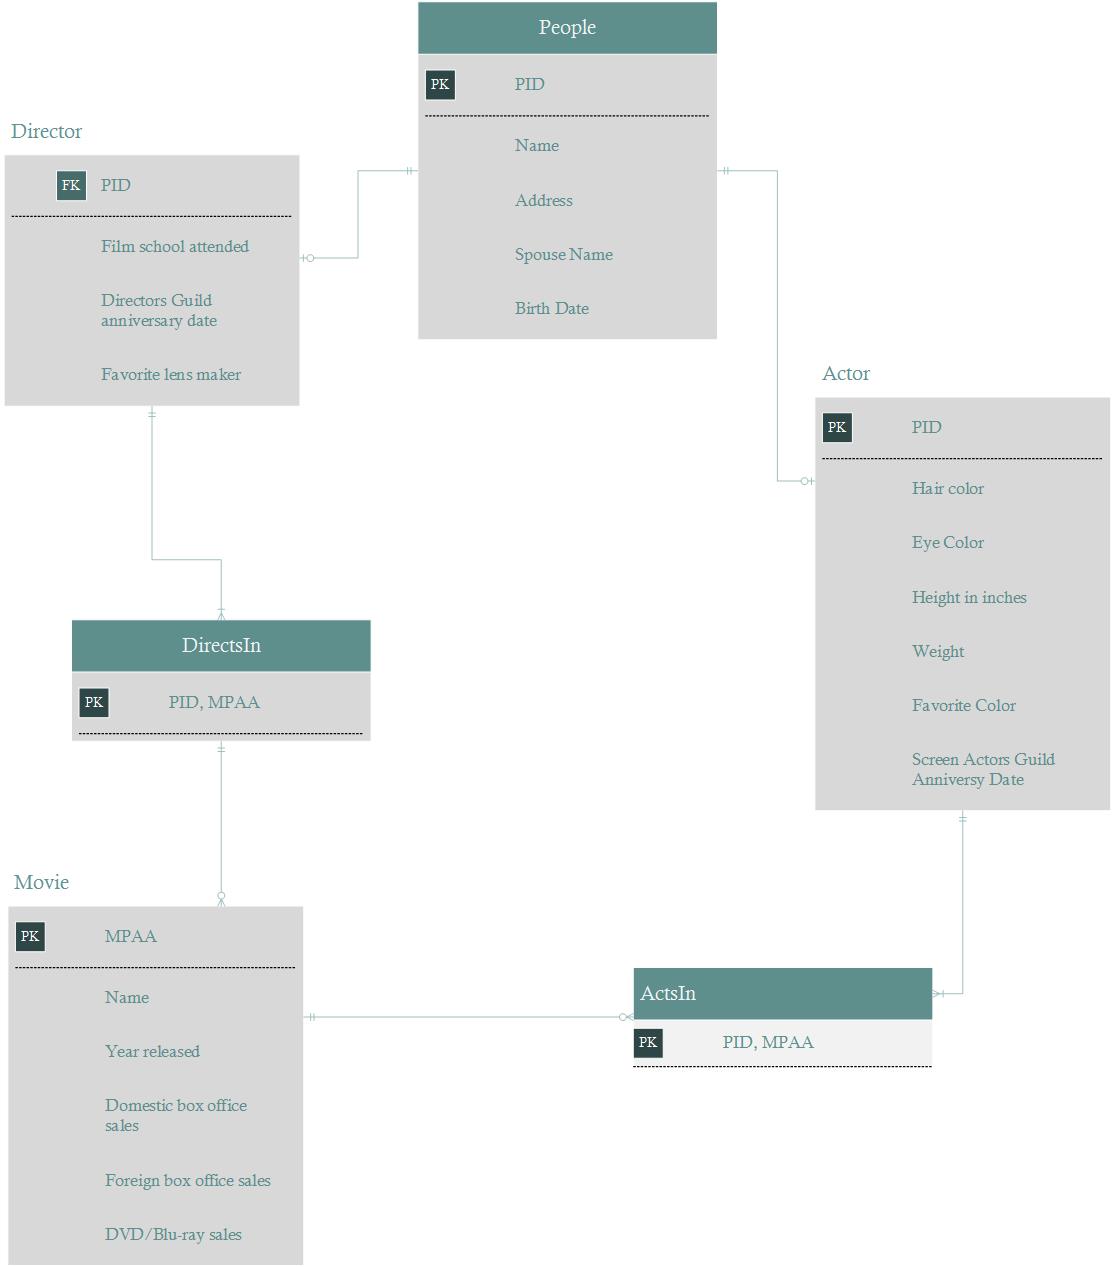 People
PK PID
Name
Address
Spouse Name
Birth Date
Director
FK PID
Film school attended
Directors Guild
anniversary date
Favorite lens maker
Actor
PK PID
Hair color
Eye Color
Height in inches
Weight
Favorite Color
Screen Actors Guild
Anniversy Date
DirectsIn
PK PID, MPAA
Movie
PK MPAA
Name
Year released
Domestic box office
sales
Foreign box office sales
DVD/Blu-ray sales
ActsIn
PK PID, MPAA